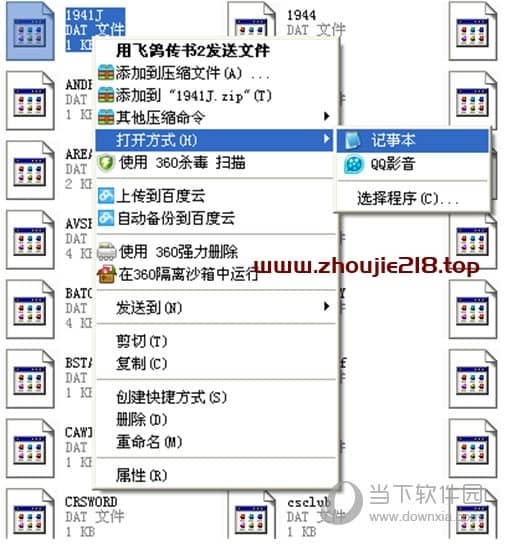 1941J
DAT 文件
1 KB
1944
DAT 文件
用飞鸽传书2发送文件
添加到压缩文件(A) ...
添加到 "1941J.zip"(T)
其他压缩命令
打开方式(H)
使用 360杀毒 扫描
上传到百度云
自动备份到百度云
使用 360强力删除
在360隔离沙箱中运行
发送到(N)
剪切(T)
复制(C)
创建快捷方式(S)
删除(D)
重命名(M)
属性(R)
记事本
QQ影音
选择程序(C)...
www.zhoujie218.top
ANDE
DAT
1 KB
AREA
DAT
2 KB
AVSE
DAT
4 KB
BATC
DAT
4 KB
BSTA
DAT
1 KB
CAWI
DAT
1 KB
CRSWORD
DAT 文件
1 KB
csclub
DAT 文件
1 KB
当下软件园
www.downxia.com